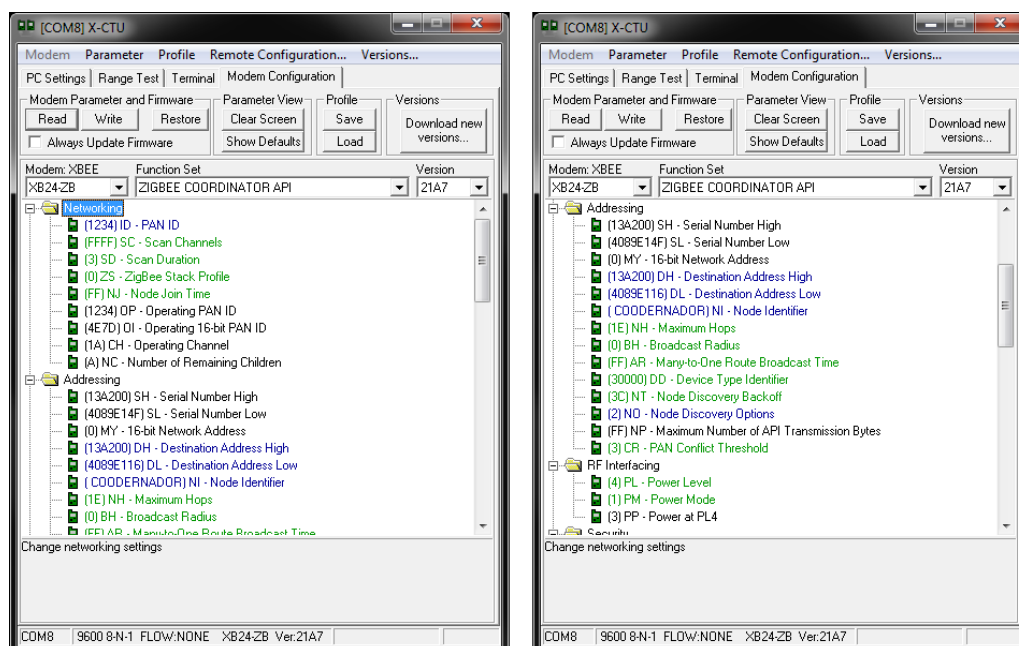 [COM8] X-CTU
Modem Parameter Profile Remote Configuration... Versions...
PC Settings Range Test Terminal Modem Configuration
Modem Parameter and Firmware Parameter View Profile Versions
Read Write Restore Clear Screen Save Download new versions...
Always Update Firmware Show Defaults Load
Modem: XBEE Function Set Version
XB24-ZB ZIGBEE COORDINATOR API 21A7
Networking
(1234) ID - PAN ID
(FFFF) SC - Scan Channels
(3) SD - Scan Duration
(0) ZS - ZigBee Stack Profile
(FF) NJ - Node Join Time
(1234) OP - Operating PAN ID
(4E7D) OI - Operating 16-bit PAN ID
(1A) CH - Operating Channel
(A) NC - Number of Remaining Children
Addressing
(13A200) SH - Serial Number High
(4089E14F) SL - Serial Number Low
(0) MY - 16-bit Network Address
(13A200) DH - Destination Address High
(4089E116) DL - Destination Address Low
( COODERNADOR) NI - Node Identifier
(1E) NH - Maximum Hops
(0) BH - Broadcast Radius
(FF) AR - Many-to-One Route Broadcast Time
Change networking settings
COM8 9600 8-N-1 FLOW:NONE XB24-ZB Ver:21A7
[COM8] X-CTU
Modem Parameter Profile Remote Configuration... Versions...
PC Settings Range Test Terminal Modem Configuration
Modem Parameter and Firmware Parameter View Profile Versions
Read Write Restore Clear Screen Save Download new versions...
Always Update Firmware Show Defaults Load
Modem: XBEE Function Set Version
XB24-ZB ZIGBEE COORDINATOR API 21A7
Addressing
(13A200) SH - Serial Number High
(4089E14F) SL - Serial Number Low
(0) MY - 16-bit Network Address
(13A200) DH - Destination Address High
(4089E116) DL - Destination Address Low
( COODERNADOR) NI - Node Identifier
(1E) NH - Maximum Hops
(0) BH - Broadcast Radius
(FF) AR - Many-to-One Route Broadcast Time
(30000) DD - Device Type Identifier
(3C) NT - Node Discovery Backoff
(2) NO - Node Discovery Options
(FF) NP - Maximum Number of API Transmission Bytes
(3) CR - PAN Conflict Threshold
RF Interfacing
(4) PL - Power Level
(1) PM - Power Mode
(3) PP - Power at PL4
Security
Change networking settings
COM8 9600 8-N-1 FLOW:NONE XB24-ZB Ver:21A7